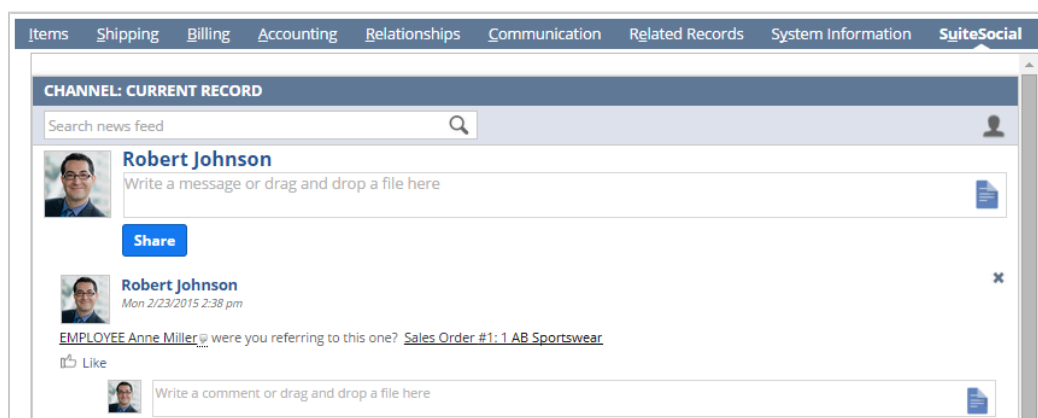 Items Shipping Billing Accounting Relationships Communication Related Records System Information SuiteSocial
CHANNEL: CURRENT RECORD
Search news feed
Robert Johnson
Write a message or drag and drop a file here
Share
Robert Johnson
Mon 2/23/2015 2:38 pm
EMPLOYEE Anne Miller were you referring to this one? Sales Order #1: 1 AB Sportswear
Like
Write a comment or drag and drop a file here